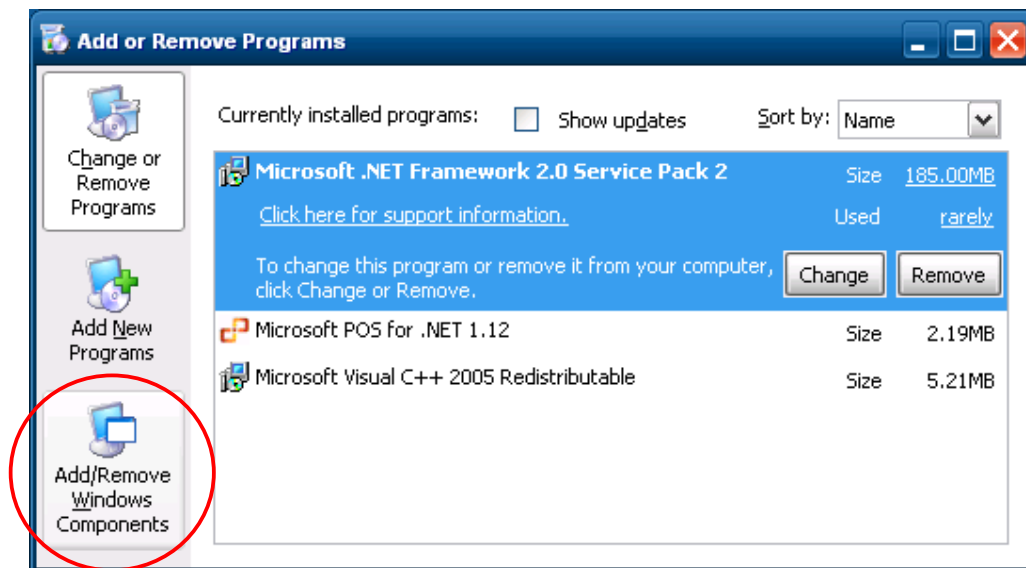 Add or Remove Programs
Change or
Remove
Programs
Add New
Programs
Add/Remove
Windows
Components
Currently installed programs:
Show updates
Sort by:
Name
Microsoft .NET Framework 2.0 Service Pack 2
Size
185.00MB
Click here for support information.
Used
rarely
To change this program or remove it from your computer,
click Change or Remove.
Change
Remove
Microsoft POS for .NET 1.12
Size
2.19MB
Microsoft Visual C++ 2005 Redistributable
Size
5.21MB